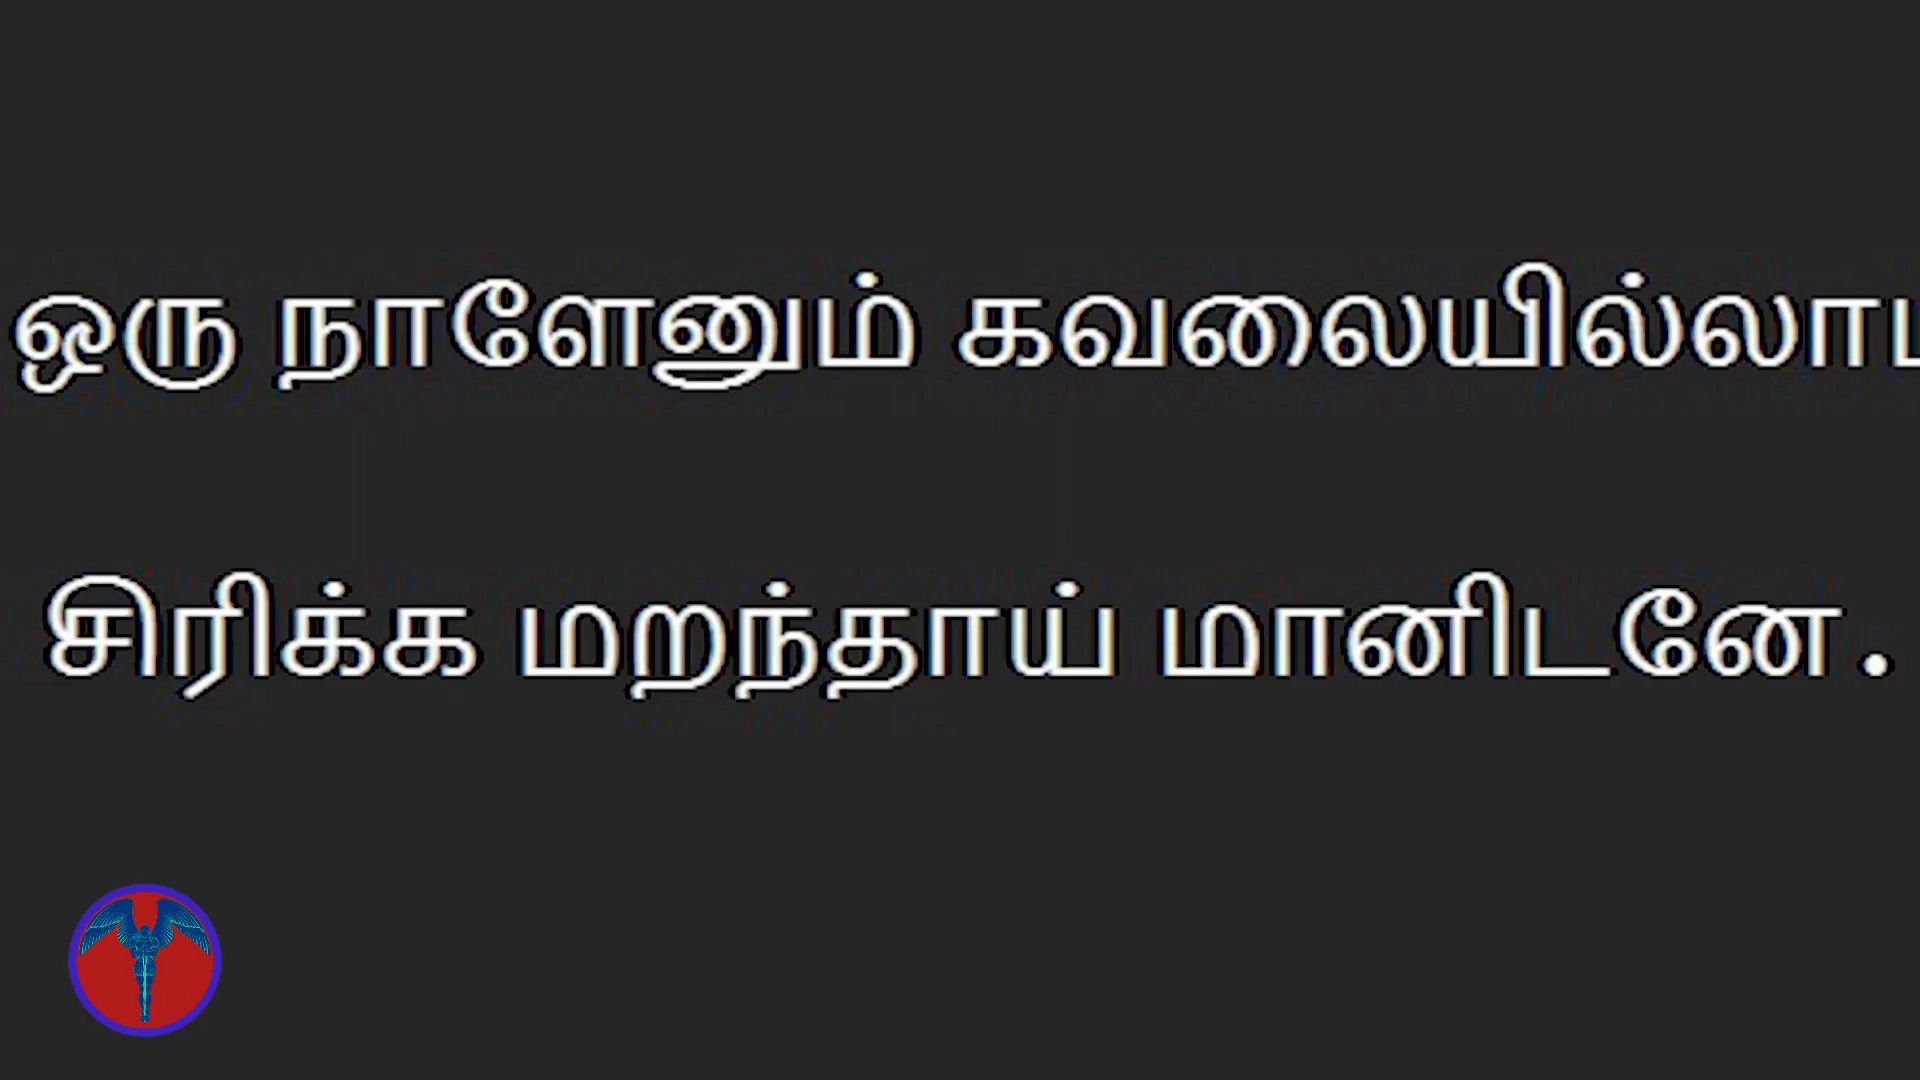 ஒரு நாளேனும் கவலையில்லாம
சிரிக்க மறந்தாய் மானிடனே.